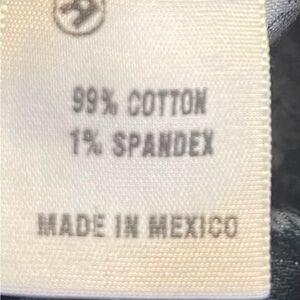 99% COTTON
1% SPANDEX
MADE IN MEXICO